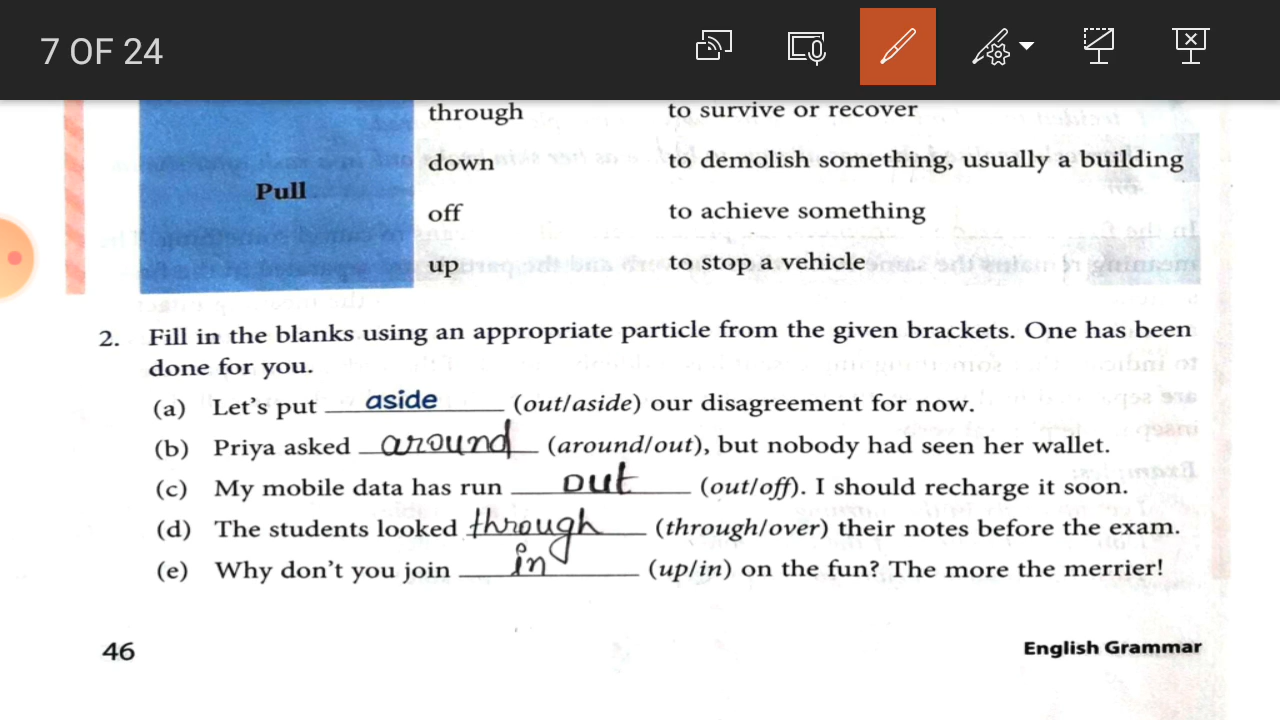 7 OF 24
through to survive or recover
down to demolish something, usually a building
Pull
off to achieve something
up to stop a vehicle
2. Fill in the blanks using an appropriate particle from the given brackets. One has been
done for you.
(a) Let's put aside (out/aside) our disagreement for now.
(b) Priya asked around (around/out), but nobody had seen her wallet.
(c) My mobile data has run out (out/off). I should recharge it soon.
(d) The students looked through (through/over) their notes before the exam.
(e) Why don't you join in (up/in) on the fun? The more the merrier!
46 English Grammar